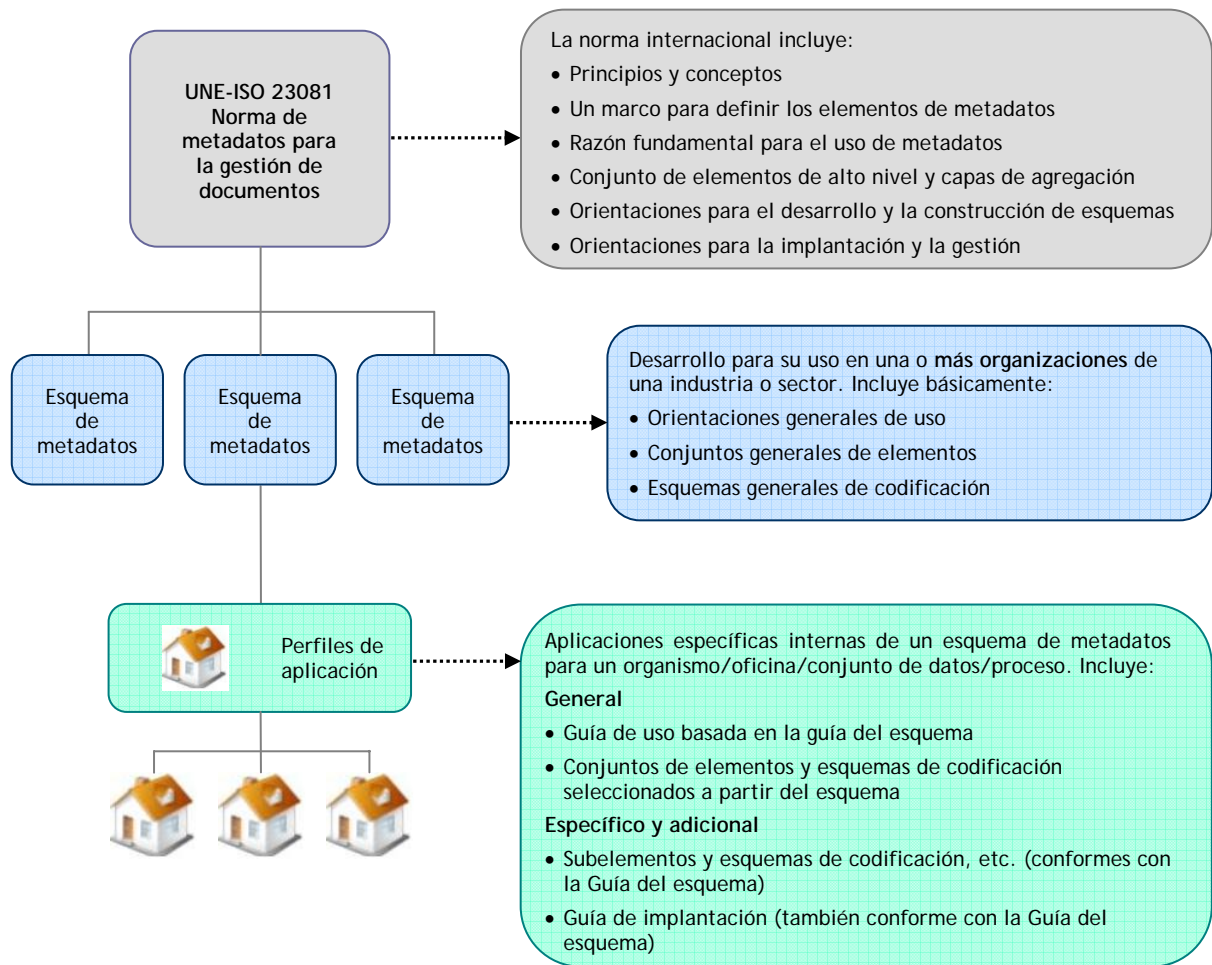 UNE-ISO 23081
Norma de
metadatos para
la gestión de
documentos
La norma internacional incluye:
• Principios y conceptos
• Un marco para definir los elementos de metadatos
• Razón fundamental para el uso de metadatos
• Conjunto de elementos de alto nivel y capas de agregación
• Orientaciones para el desarrollo y la construcción de esquemas
• Orientaciones para la implantación y la gestión
Esquema
de
metadatos
Esquema
de
metadatos
Esquema
de
metadatos
Desarrollo para su uso en una o más organizaciones de
una industria o sector. Incluye básicamente:
• Orientaciones generales de uso
• Conjuntos generales de elementos
• Esquemas generales de codificación
Perfiles de
aplicación
Aplicaciones específicas internas de un esquema de metadatos
para un organismo/oficina/conjunto de datos/proceso. Incluye:
General
• Guía de uso basada en la guía del esquema
• Conjuntos de elementos y esquemas de codificación
seleccionados a partir del esquema
Específico y adicional
• Subelementos y esquemas de codificación, etc. (conformes con
la Guía del esquema)
• Guía de implantación (también conforme con la Guía del
esquema)